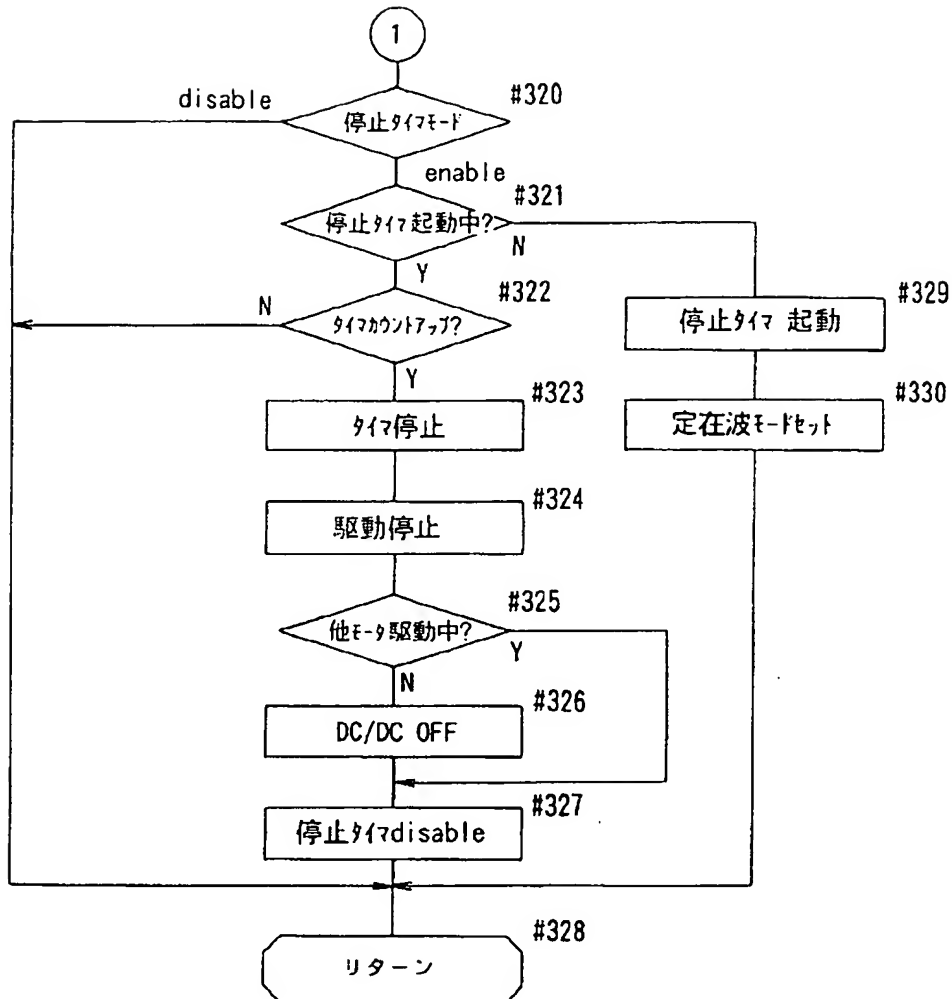 1
#320
disable
停止タイマモード
enable
#321
停止タイマ起動中?
N
Y
#322
N
タイマカウントアップ?
#329
停止タイマ 起動
Y
#323
タイマ停止
#330
定在波モードセット
#324
駆動停止
#325
他モータ駆動中?
Y
N
#326
DC/DC OFF
#327
停止タイマdisable
#328
リターン